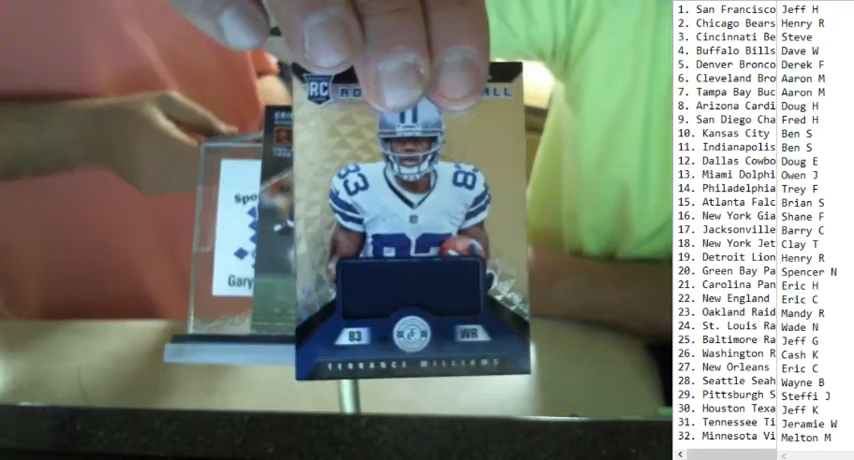 RC
83
83
83
83 WR
TERRANCE WILLIAMS
Spo
Gary
1. San Francisco Jeff H
2. Chicago Bears Henry R
3. Cincinnati Be Steve
4. Buffalo Bills Dave W
5. Denver Bronco Derek F
6. Cleveland Bro Aaron M
7. Tampa Bay Buc Aaron M
8. Arizona Cardi Doug H
9. San Diego Cha Fred H
10. Kansas City Ben S
11. Indianapolis Ben S
12. Dallas Cowbo Doug E
13. Miami Dolphi Owen J
14. Philadelphia Trey F
15. Atlanta Falc Brian S
16. New York Gia Shane F
17. Jacksonville Barry C
18. New York Jet Clay T
19. Detroit Lion Henry R
20. Green Bay Pa Spencer N
21. Carolina Pan Eric H
22. New England Eric C
23. Oakland Raid Mandy R
24. St. Louis Ra Wade N
25. Baltimore Ra Jeff G
26. Washington R Cash K
27. New Orleans Eric C
28. Seattle Seah Wayne B
29. Pittsburgh S Steffi J
30. Houston Texa Jeff K
31. Tennessee Ti Jeramie W
32. Minnesota Vi Melton M